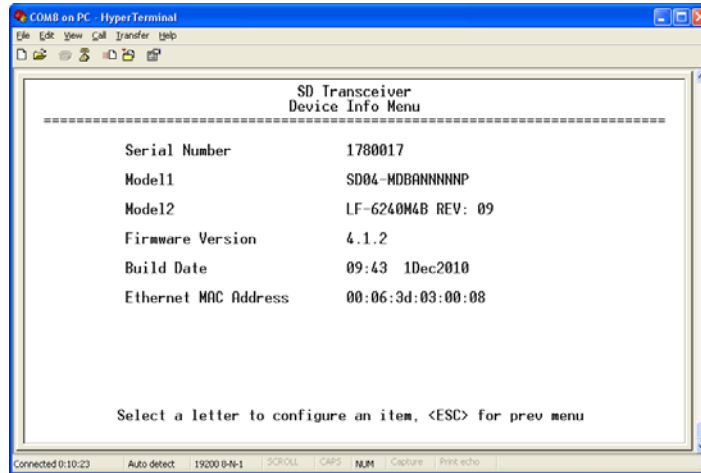 COM8 on PC - HyperTerminal
File Edit View Call Transfer Help
SD Transceiver
Device Info Menu
================================================================================
Serial Number 1780017
Model1 SD04-MDBANNNNNP
Model2 LF-6240M4B REV: 09
Firmware Version 4.1.2
Build Date 09:43 1Dec2010
Ethernet MAC Address 00:06:3d:03:00:08
Select a letter to configure an item, <ESC> for prev menu
Connected 0:10:23 Auto detect 19200 8-N-1 SCROLL CAPS NUM Capture Print echo